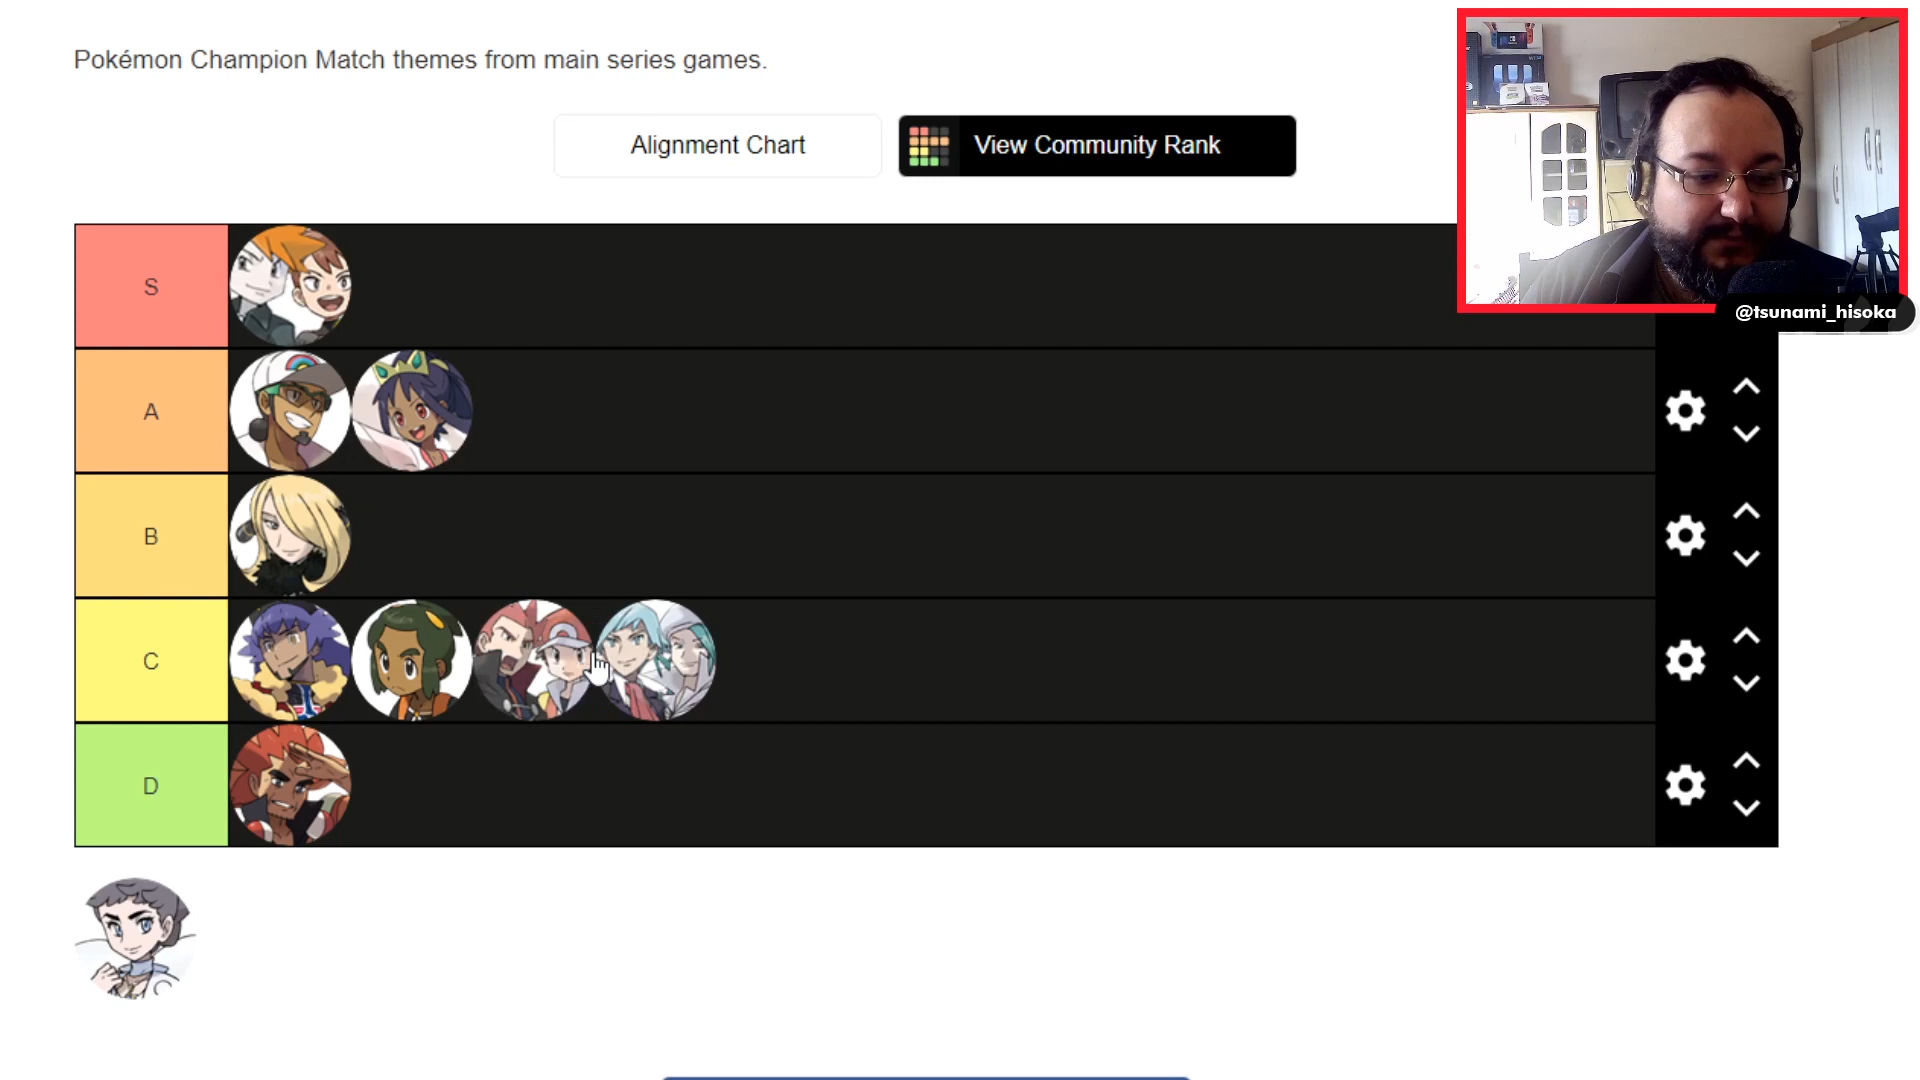 Pokémon Champion Match themes from main series games.
Alignment Chart
View Community Rank
@tsunami_hisoka
S
A
B
C
D